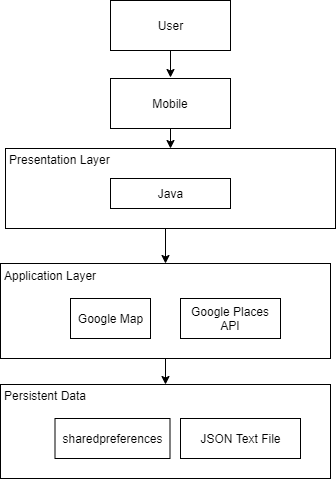 User
Mobile
Presentation Layer
Java
Application Layer
Google Map
Google Places
API
Persistent Data
sharedpreferences
JSON Text File